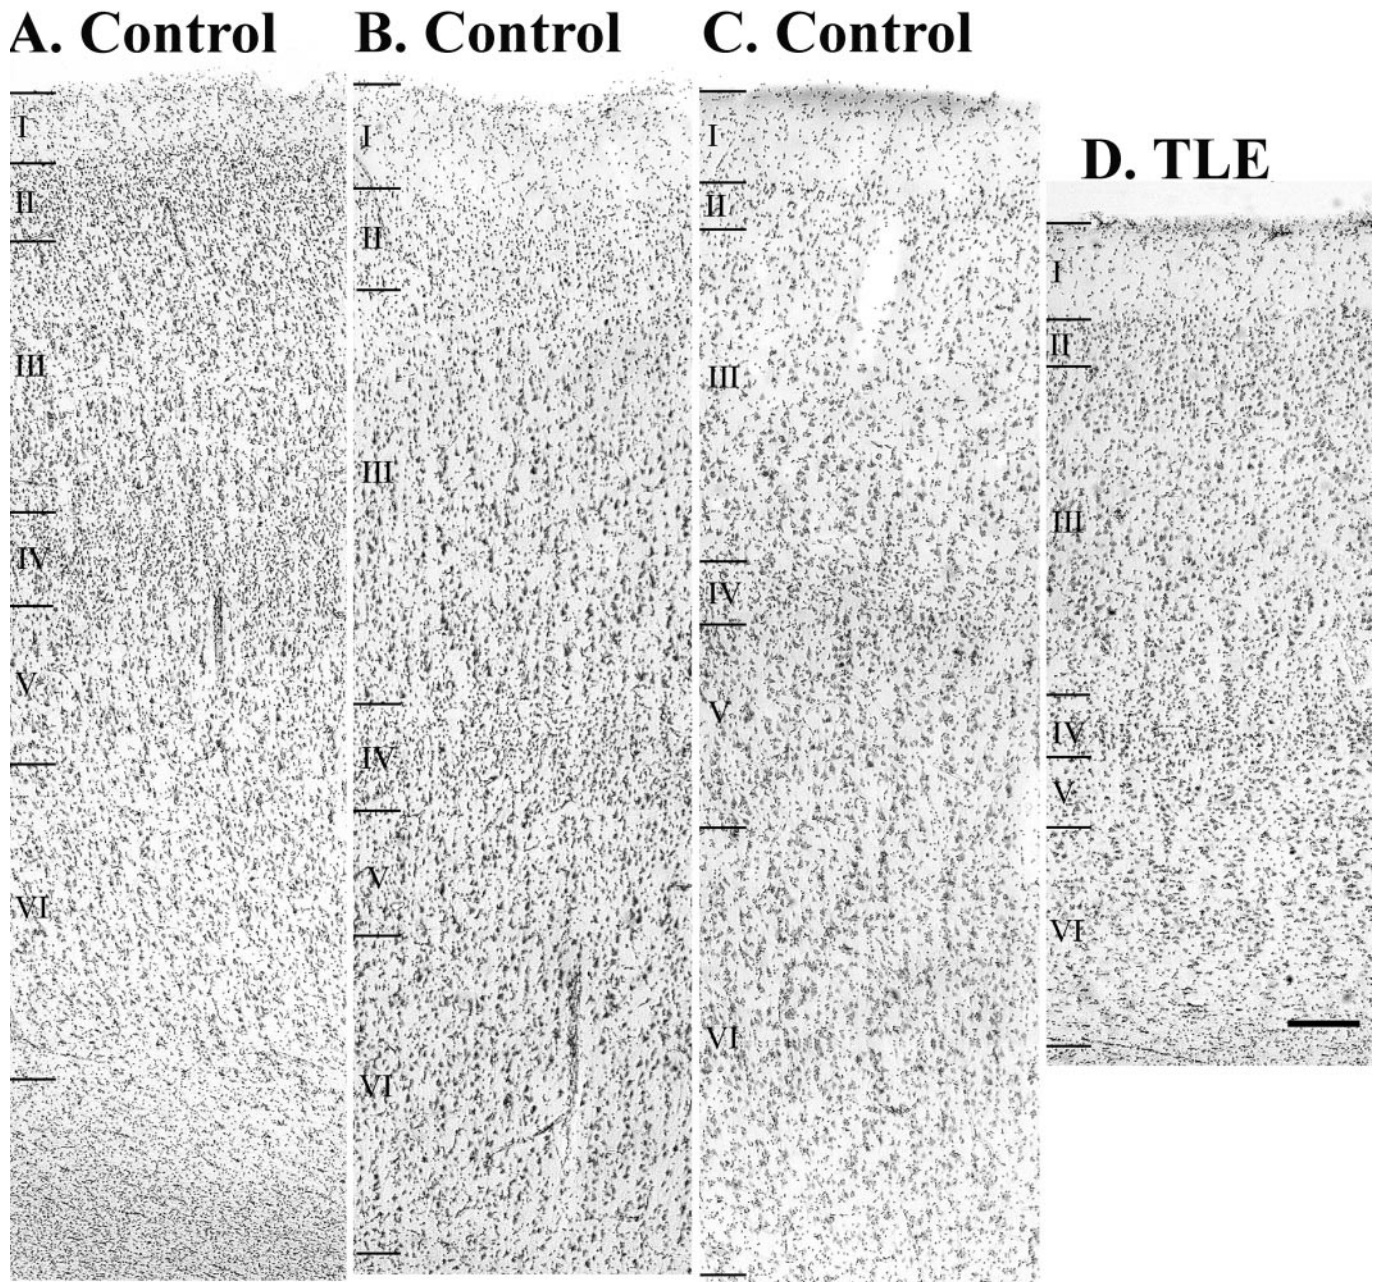 A. Control
I
II
III
IV
V
VI
B. Control
I
II
III
IV
V
VI
C. Control
I
II
III
IV
V
VI
D. TLE
I
II
III
IV
V
VI